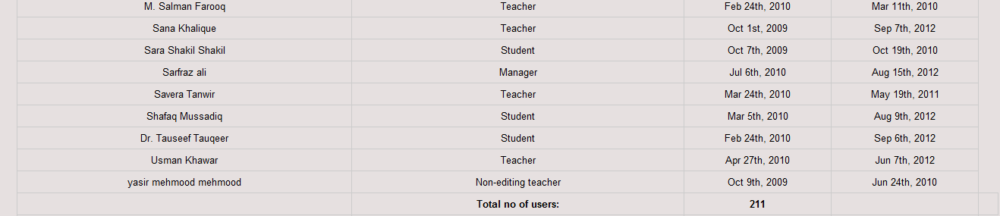 M. Salman Farooq Teacher Feb 24th, 2010 Mar 11th, 2010
Sana Khalique Teacher Oct 1st, 2009 Sep 7th, 2012
Sara Shakil Shakil Student Oct 7th, 2009 Oct 19th, 2010
Sarfraz ali Manager Jul 6th, 2010 Aug 15th, 2012
Savera Tanwir Teacher Mar 24th, 2010 May 19th, 2011
Shafaq Mussadiq Student Mar 5th, 2010 Aug 9th, 2012
Dr. Tauseef Tauqeer Student Feb 24th, 2010 Sep 6th, 2012
Usman Khawar Teacher Apr 27th, 2010 Jun 7th, 2012
yasir mehmood mehmood Non-editing teacher Oct 9th, 2009 Jun 24th, 2010
Total no of users: 211